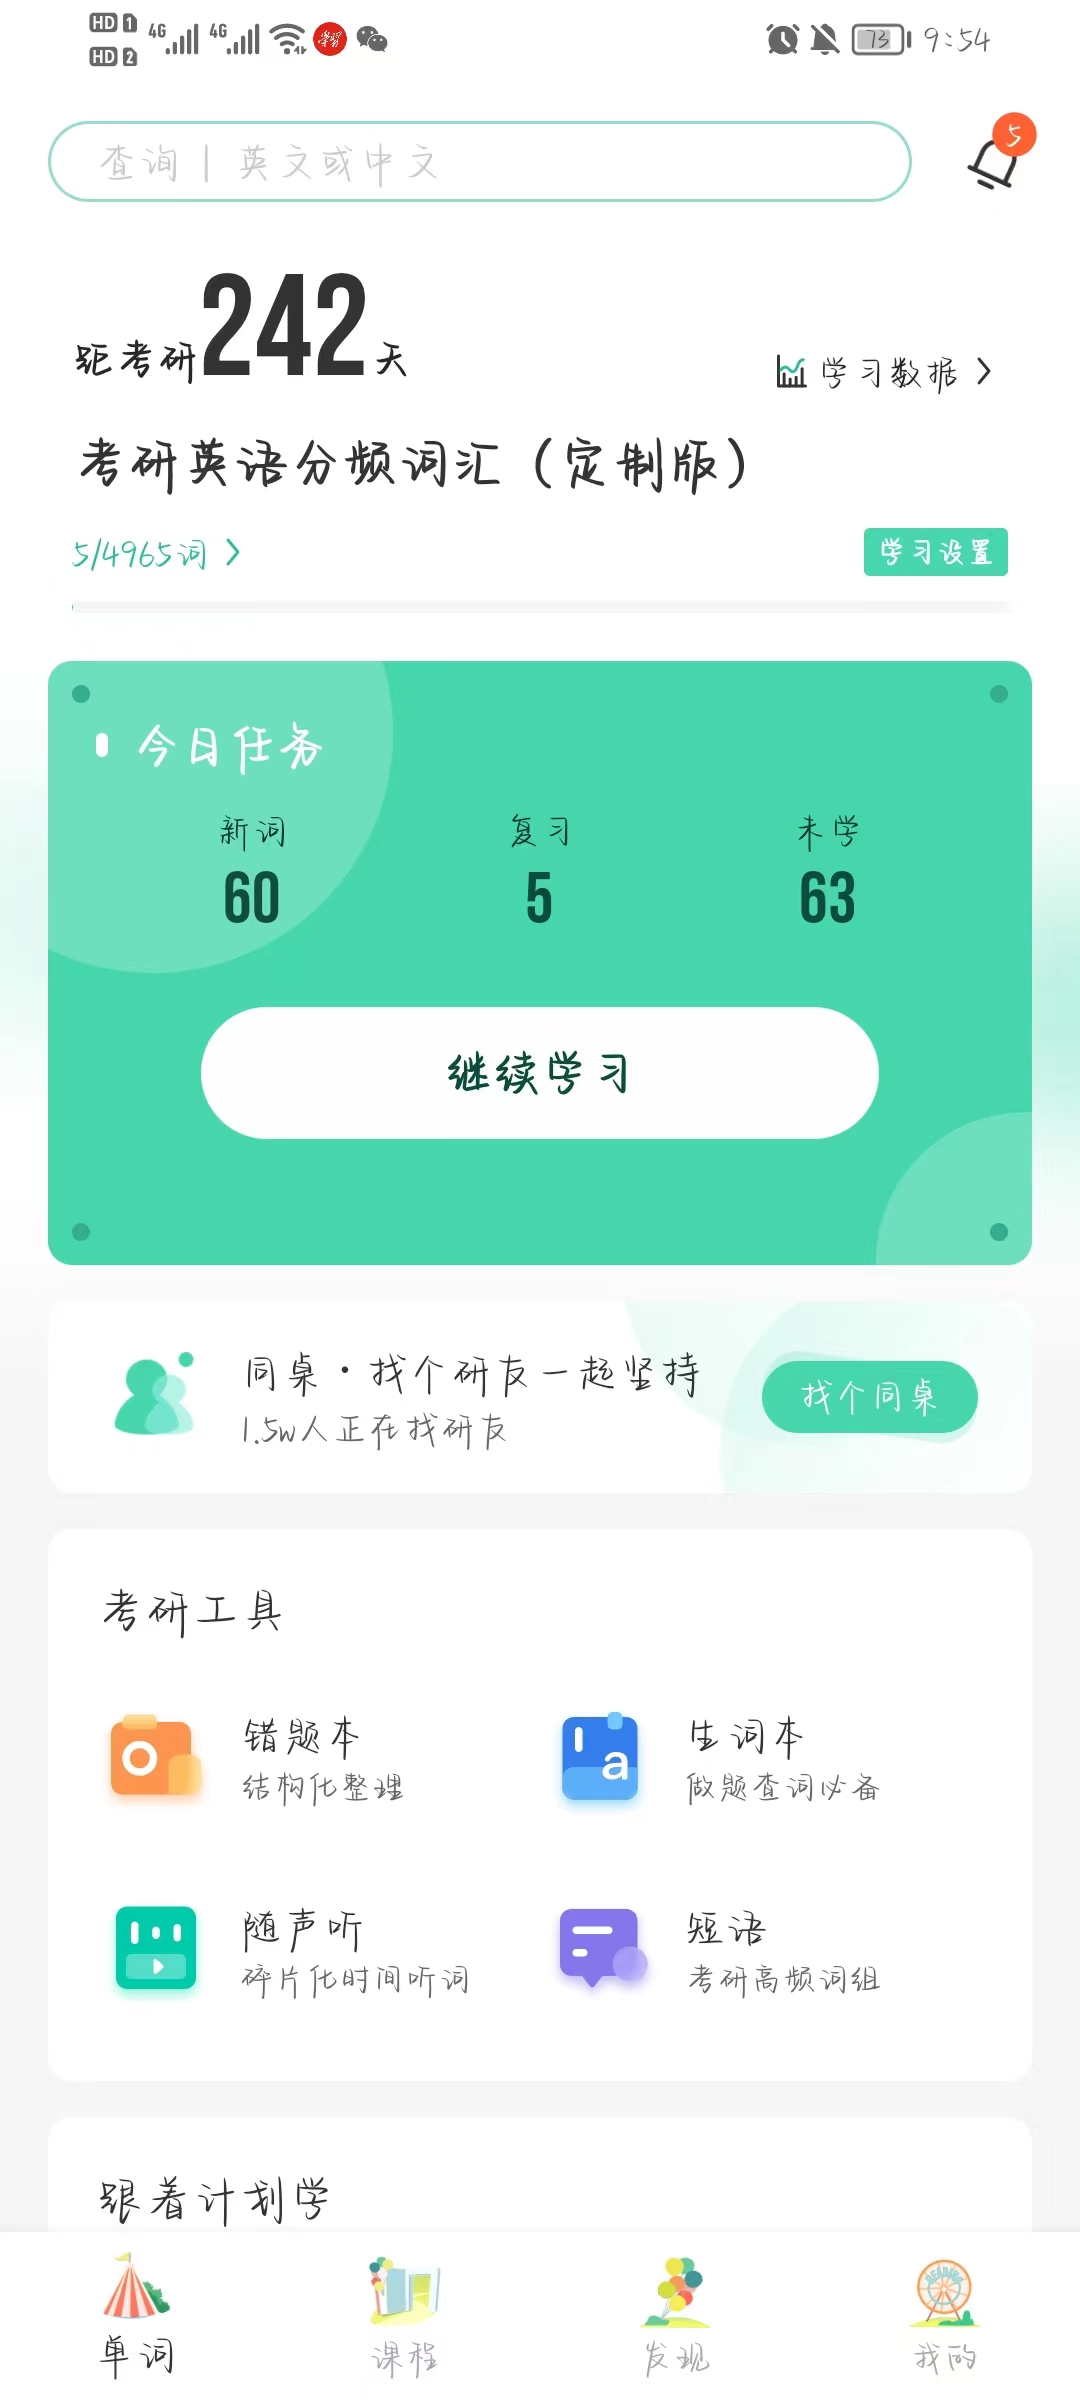 HD 1 4G 4G 学习 73 9:54
HD 2
查询 | 英文或中文
5
距考研242天
学习数据
考研英语分频词汇（定制版）
5/4965词
学习设置
今日任务
新词 复习 未学
60 5 63
继续学习
同桌·找个研友一起坚持
1.5w人正在找研友
找个同桌
考研工具
错题本 生词本
结构化整理 做题查词必备
随声听 短语
碎片化时间听词 考研高频词组
跟着计划学
单词 课程 发现 我的